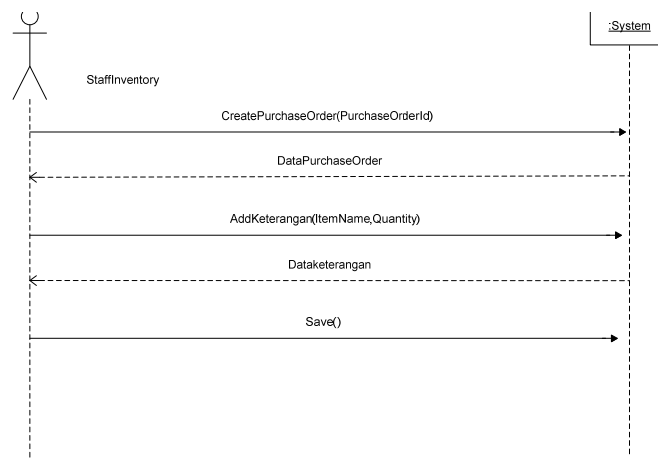 :System
StaffInventory
CreatePurchaseOrder(PurchaseOrderId)
DataPurchaseOrder
AddKeterangan(ItemName,Quantity)
Dataketerangan
Save()